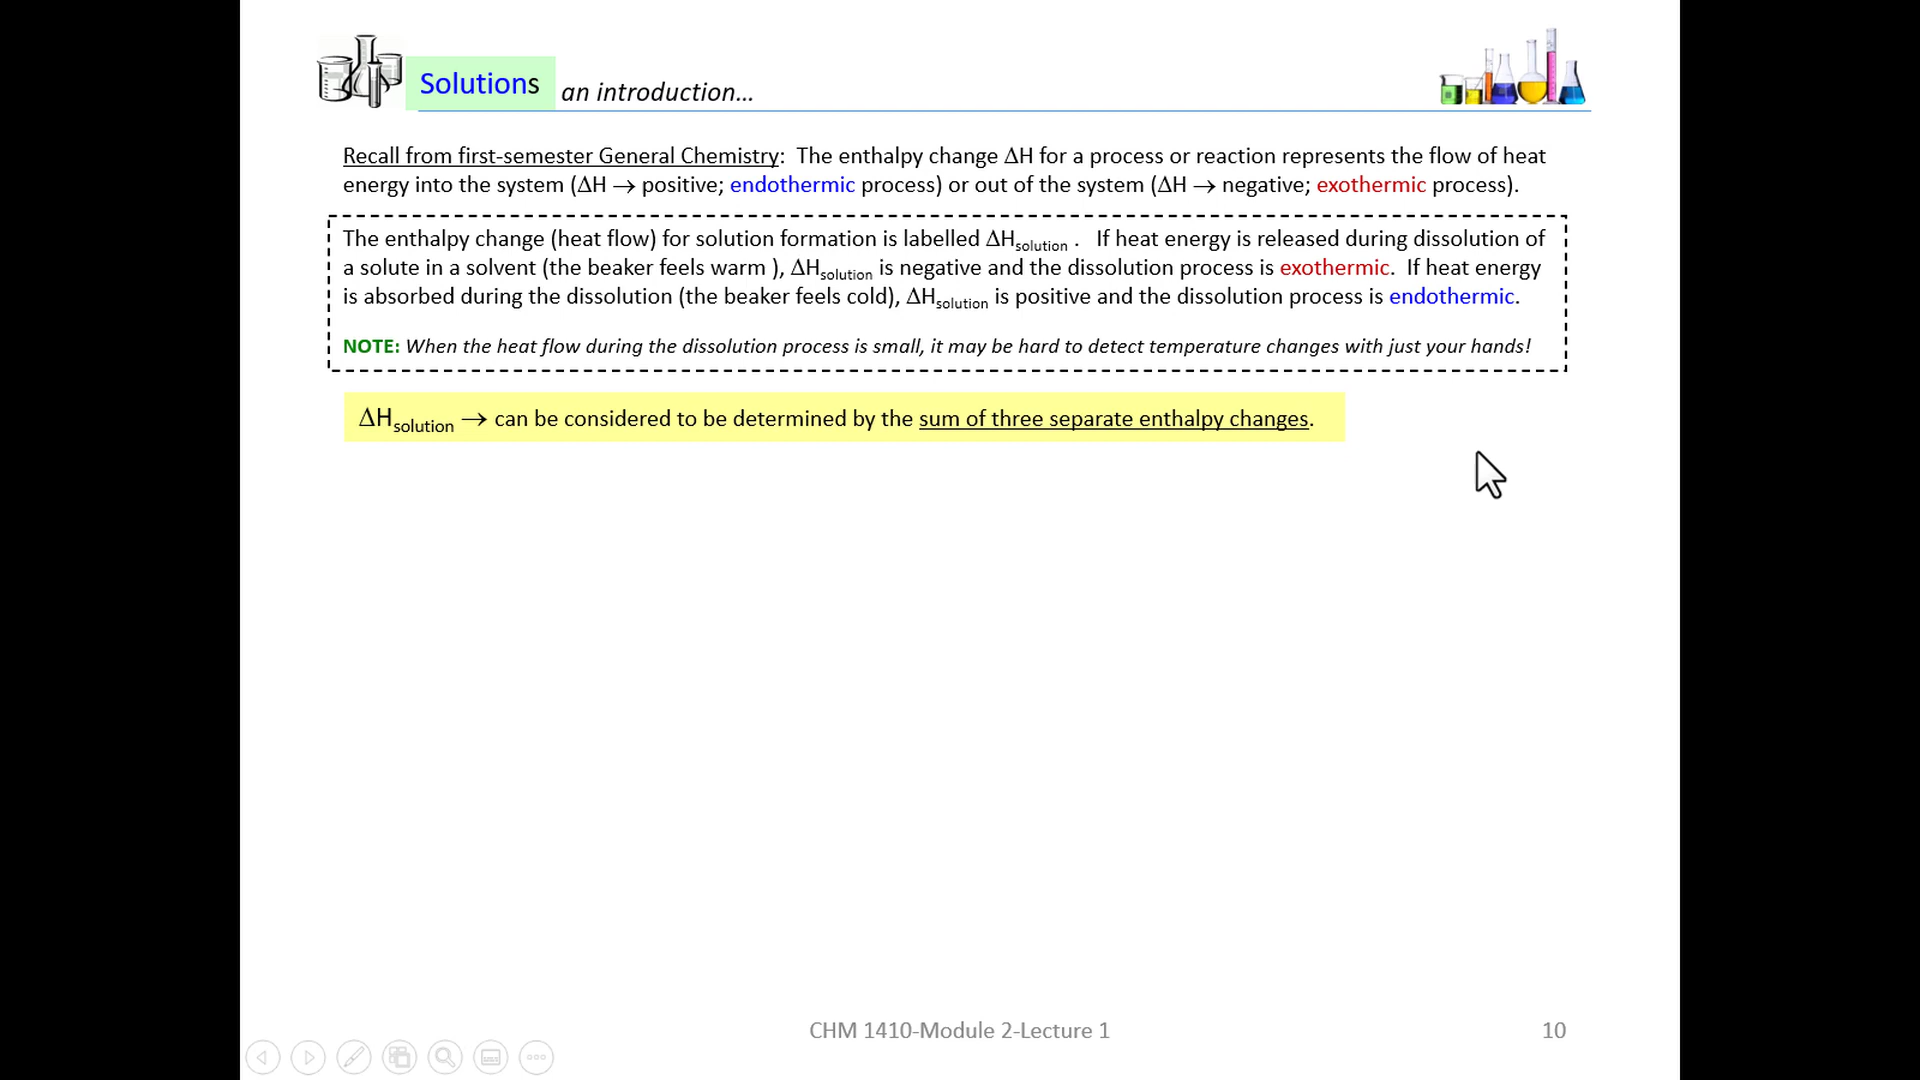 Solutions an introduction...
Recall from first-semester General Chemistry: The enthalpy change ΔH for a process or reaction represents the flow of heat
energy into the system (ΔH → positive; endothermic process) or out of the system (ΔH → negative; exothermic process).
The enthalpy change (heat flow) for solution formation is labelled ΔHsolution . If heat energy is released during dissolution of
a solute in a solvent (the beaker feels warm ), ΔHsolution is negative and the dissolution process is exothermic. If heat energy
is absorbed during the dissolution (the beaker feels cold), ΔHsolution is positive and the dissolution process is endothermic.
NOTE: When the heat flow during the dissolution process is small, it may be hard to detect temperature changes with just your hands!
ΔHsolution → can be considered to be determined by the sum of three separate enthalpy changes.
CHM 1410-Module 2-Lecture 1
10